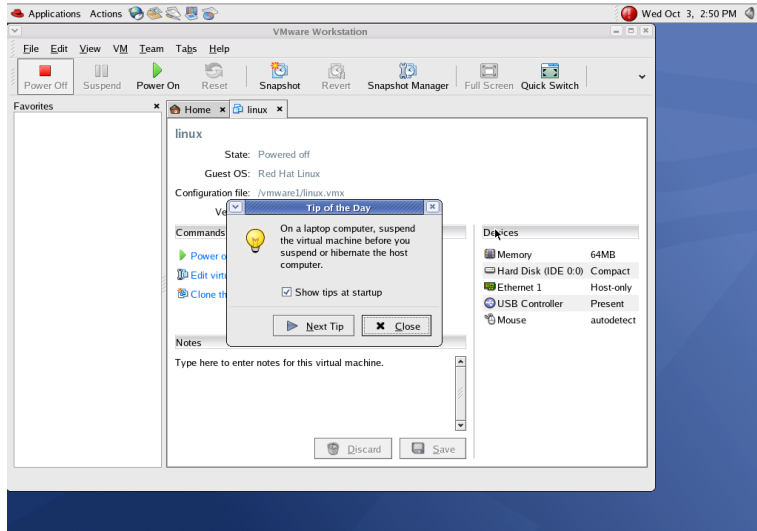 Applications Actions Wed Oct 3, 2:50 PM
VMware Workstation
File Edit View VM Team Tabs Help
Power Off Suspend Power On Reset Snapshot Revert Snapshot Manager Full Screen Quick Switch
Favorites
Home linux
linux
State: Powered off
Guest OS: Red Hat Linux
Configuration file: /vmware1/linux.vmx
Ve
Tip of the Day
On a laptop computer, suspend
the virtual machine before you
suspend or hibernate the host
computer.
Show tips at startup
Next Tip Close
Commands
Power o
Edit virt
Clone th
Devices
Memory 64MB
Hard Disk (IDE 0:0) Compact
Ethernet 1 Host-only
USB Controller Present
Mouse autodetect
Notes
Type here to enter notes for this virtual machine.
Discard Save